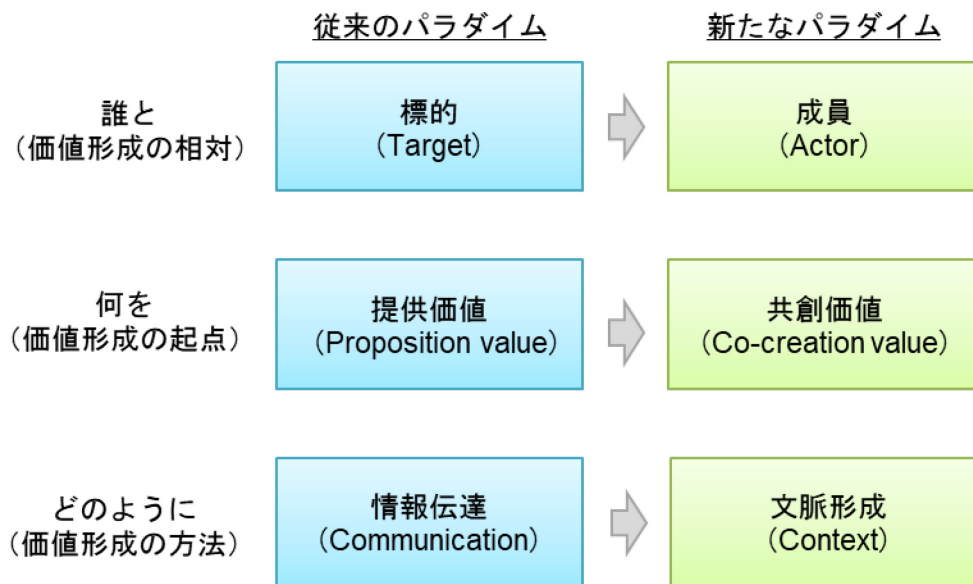 従来のパラダイム
新たなパラダイム
誰と
（価値形成の相対）
標的
（Target）
成員
（Actor）
何を
（価値形成の起点）
提供価値
（Proposition value）
共創価値
（Co-creation value）
どのように
（価値形成の方法）
情報伝達
（Communication）
文脈形成
（Context）